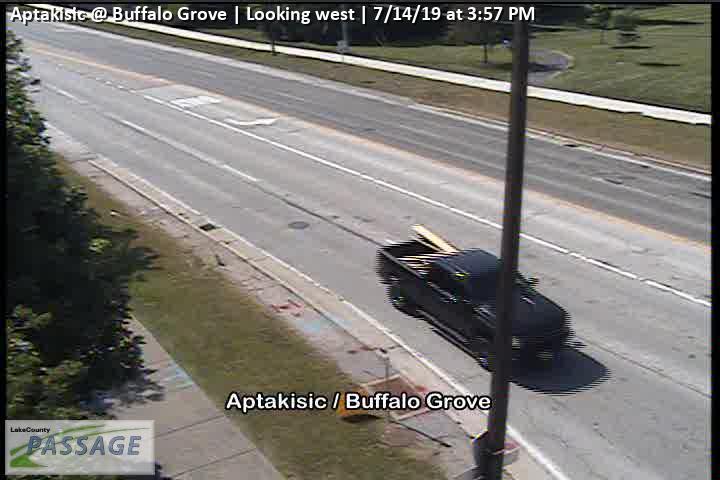 Aptakisic @ Buffalo Grove | Looking west | 7/14/19 at 3:57 PM
Aptakisic / Buffalo Grove
LakeCounty
PASSAGE